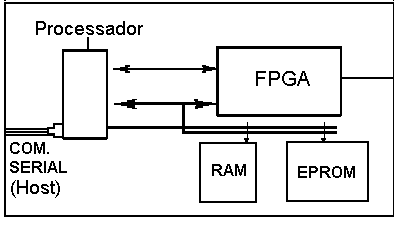 Processador
FPGA
COM.
SERIAL
(Host)
RAM
EPROM